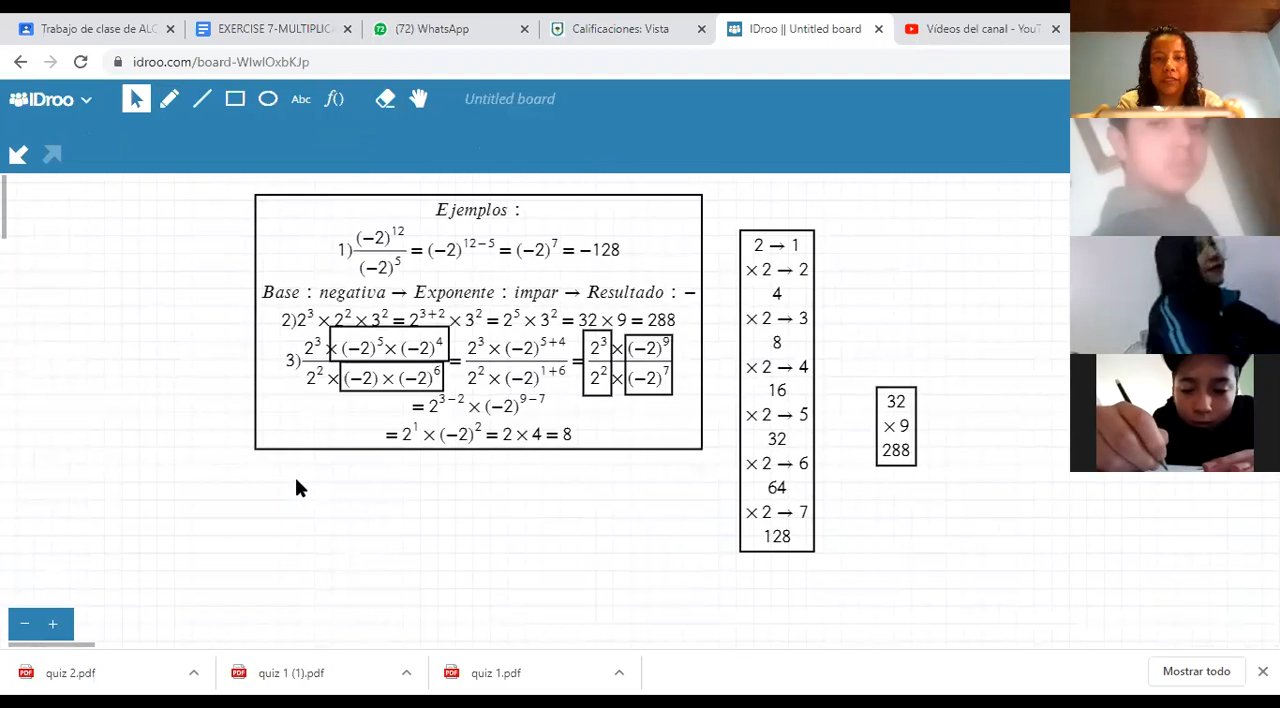 Trabajo de clase de ALG
EXERCISE 7-MULTIPLIC
(72) WhatsApp.
Calificaciones: Vista
IDroo || Untitled board
Vídeos del canal - YouT
idroo.com/board-WIwIOxbKJp
IDroo
Abc
f()
Untitled board
Ejemplos :
1) (−2)^12 / (−2)^5 = (−2)^12−5 = (−2)^7 = −128
Base : negativa → Exponente : impar → Resultado : −
2) 2^3 × 2^2 × 3^2 = 2^3+2 × 3^2 = 2^5 × 3^2 = 32 × 9 = 288
3) 2^3 × (−2)^5 × (−2)^4 / 2^2 × (−2) × (−2)^6 = 2^3 × (−2)^5+4 / 2^2 × (−2)^1+6 = 2^3 × (−2)^9 / 2^2 × (−2)^7
= 2^3−2 × (−2)^9−7
= 2^1 × (−2)^2 = 2 × 4 = 8
2 → 1
× 2 → 2
4
× 2 → 3
8
× 2 → 4
16
× 2 → 5
32
× 2 → 6
64
× 2 → 7
128
32
× 9
288
− +
quiz 2.pdf
quiz 1 (1).pdf
quiz 1.pdf
Mostrar todo